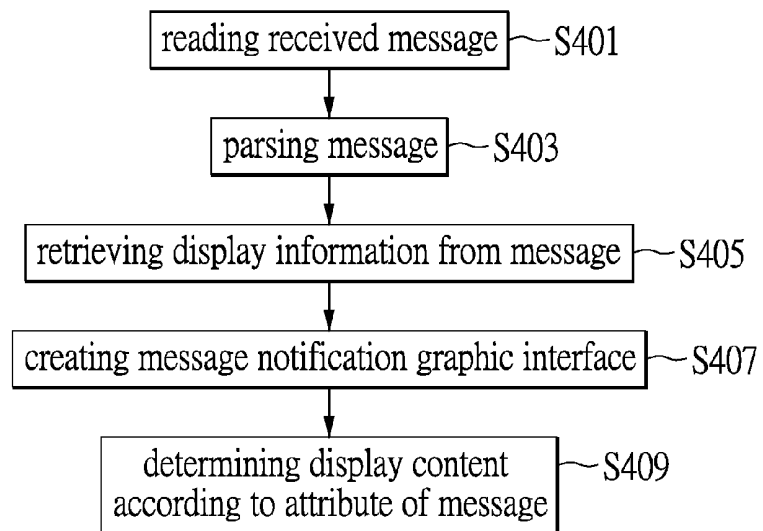 reading received message S401
parsing message S403
retrieving display information from message S405
creating message notification graphic interface S407
determining display content S409
according to attribute of message